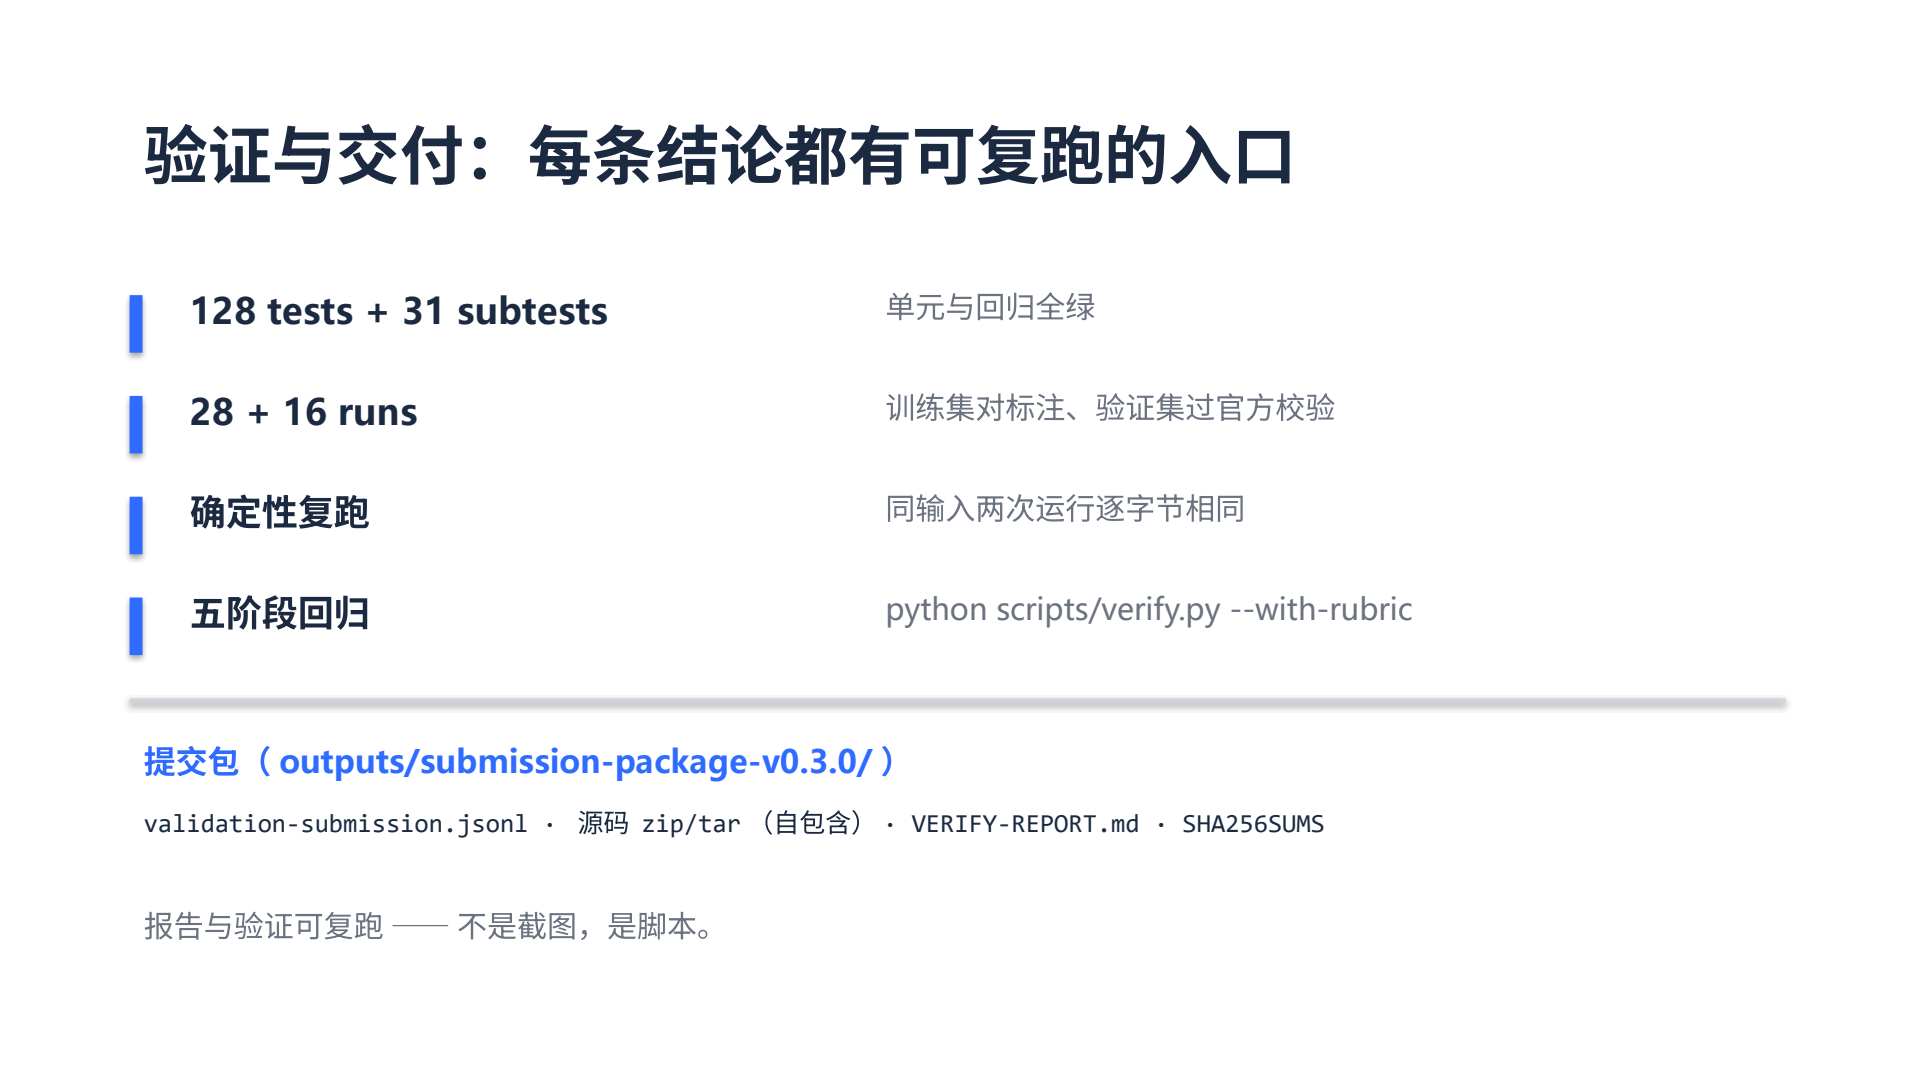 验证与交付：每条结论都有可复跑的入口
128 tests + 31 subtests
单元与回归全绿
28 + 16 runs
训练集对标注、验证集过官方校验
确定性复跑
同输入两次运行逐字节相同
五阶段回归
python scripts/verify.py --with-rubric
提交包（ outputs/submission-package-v0.3.0/ ）
validation-submission.jsonl · 源码 zip/tar（自包含） · VERIFY-REPORT.md · SHA256SUMS
报告与验证可复跑 —— 不是截图，是脚本。